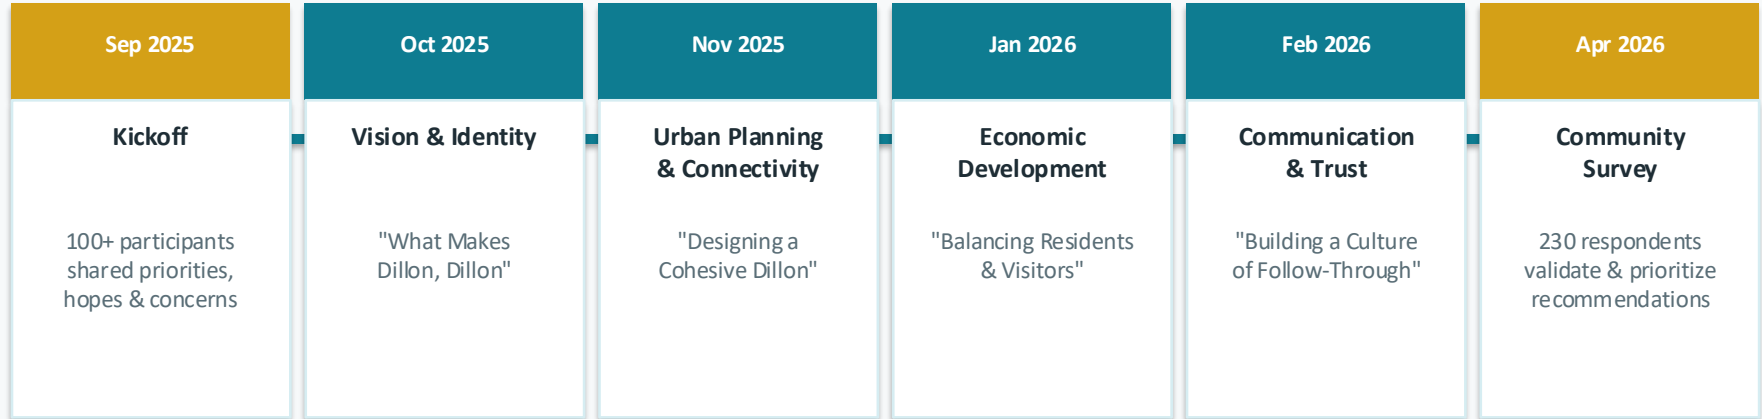 Sep 2025
Kickoff
100+ participants
shared priorities,
hopes & concerns
Oct 2025
Vision & Identity
"What Makes
Dillon, Dillon"
Nov 2025
Urban Planning
& Connectivity
"Designing a
Cohesive Dillon"
Jan 2026
Economic
Development
"Balancing Residents
& Visitors"
Feb 2026
Communication
& Trust
"Building a Culture
of Follow-Through"
Apr 2026
Community
Survey
230 respondents
validate & prioritize
recommendations